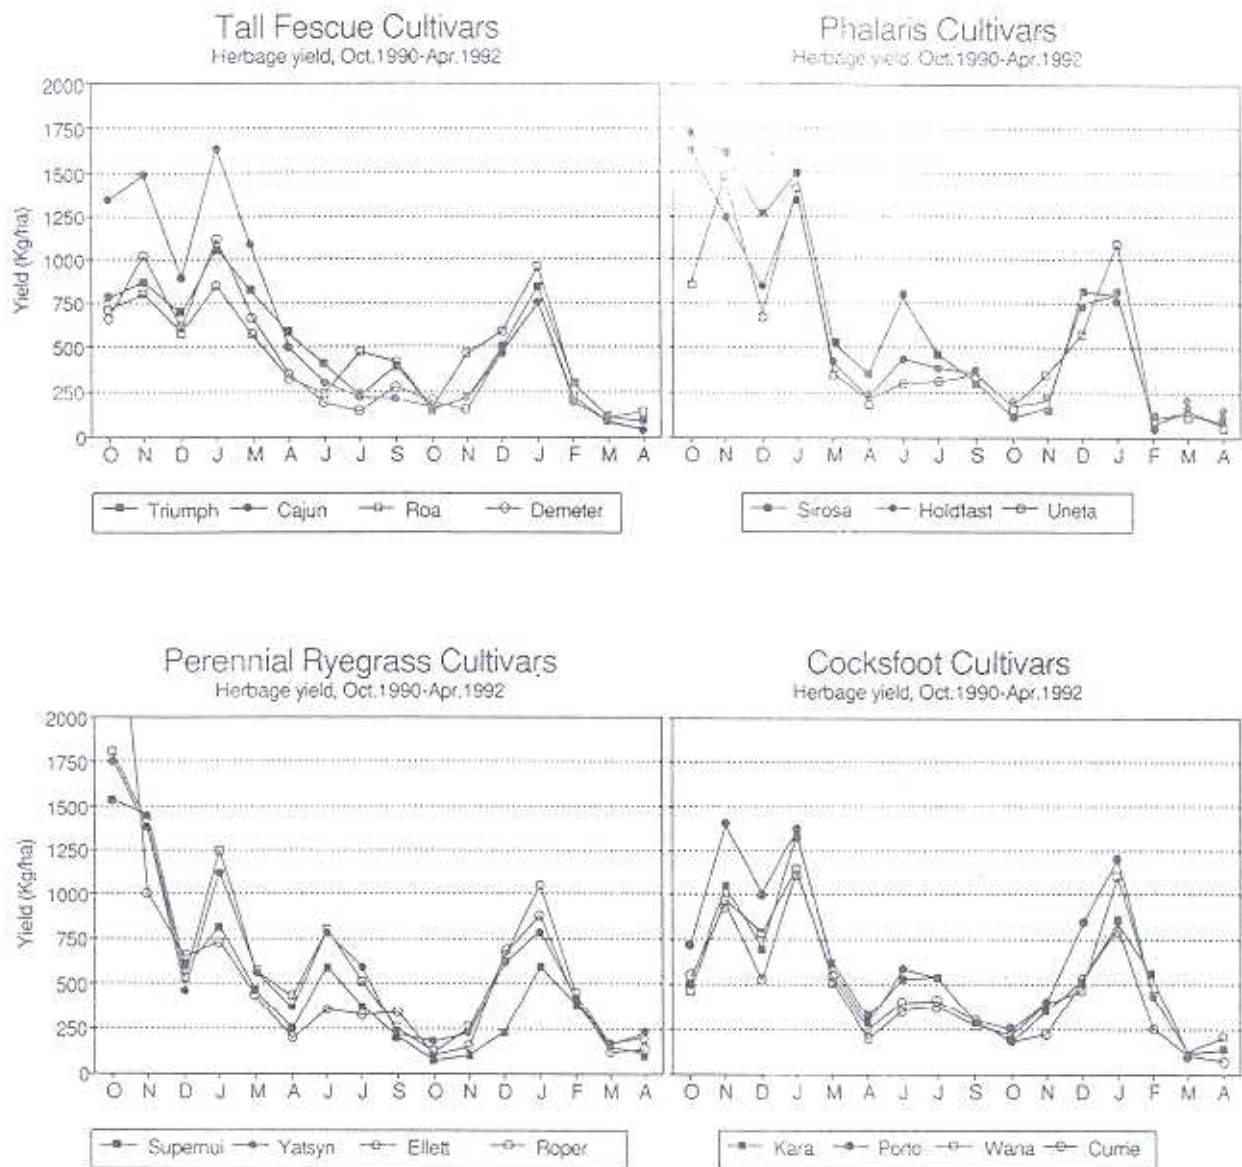 Tall Fescue Cultivars
Herbage yield, Oct.1990-Apr.1992
Yield (Kg/ha)
2000
1750
1500
1250
1000
750
500
250
0
O N D J M A J J S O N D J F M A
Triumph Cajun Roa Demeter
Phalaris Cultivars
Herbage yield, Oct.1990-Apr.1992
O N D J M A J J S O N D J F M A
Sirosa Holdfast Uneta
Perennial Ryegrass Cultivars
Herbage yield, Oct.1990-Apr.1992
Yield (Kg/ha)
2000
1750
1500
1250
1000
750
500
250
0
O N D J M A J J S O N D J F M A
Supernui Yatsyn Ellett Roper
Cocksfoot Cultivars
Herbage yield, Oct.1990-Apr.1992
O N D J M A J J S O N D J F M A
Kara Porto Wana Currie